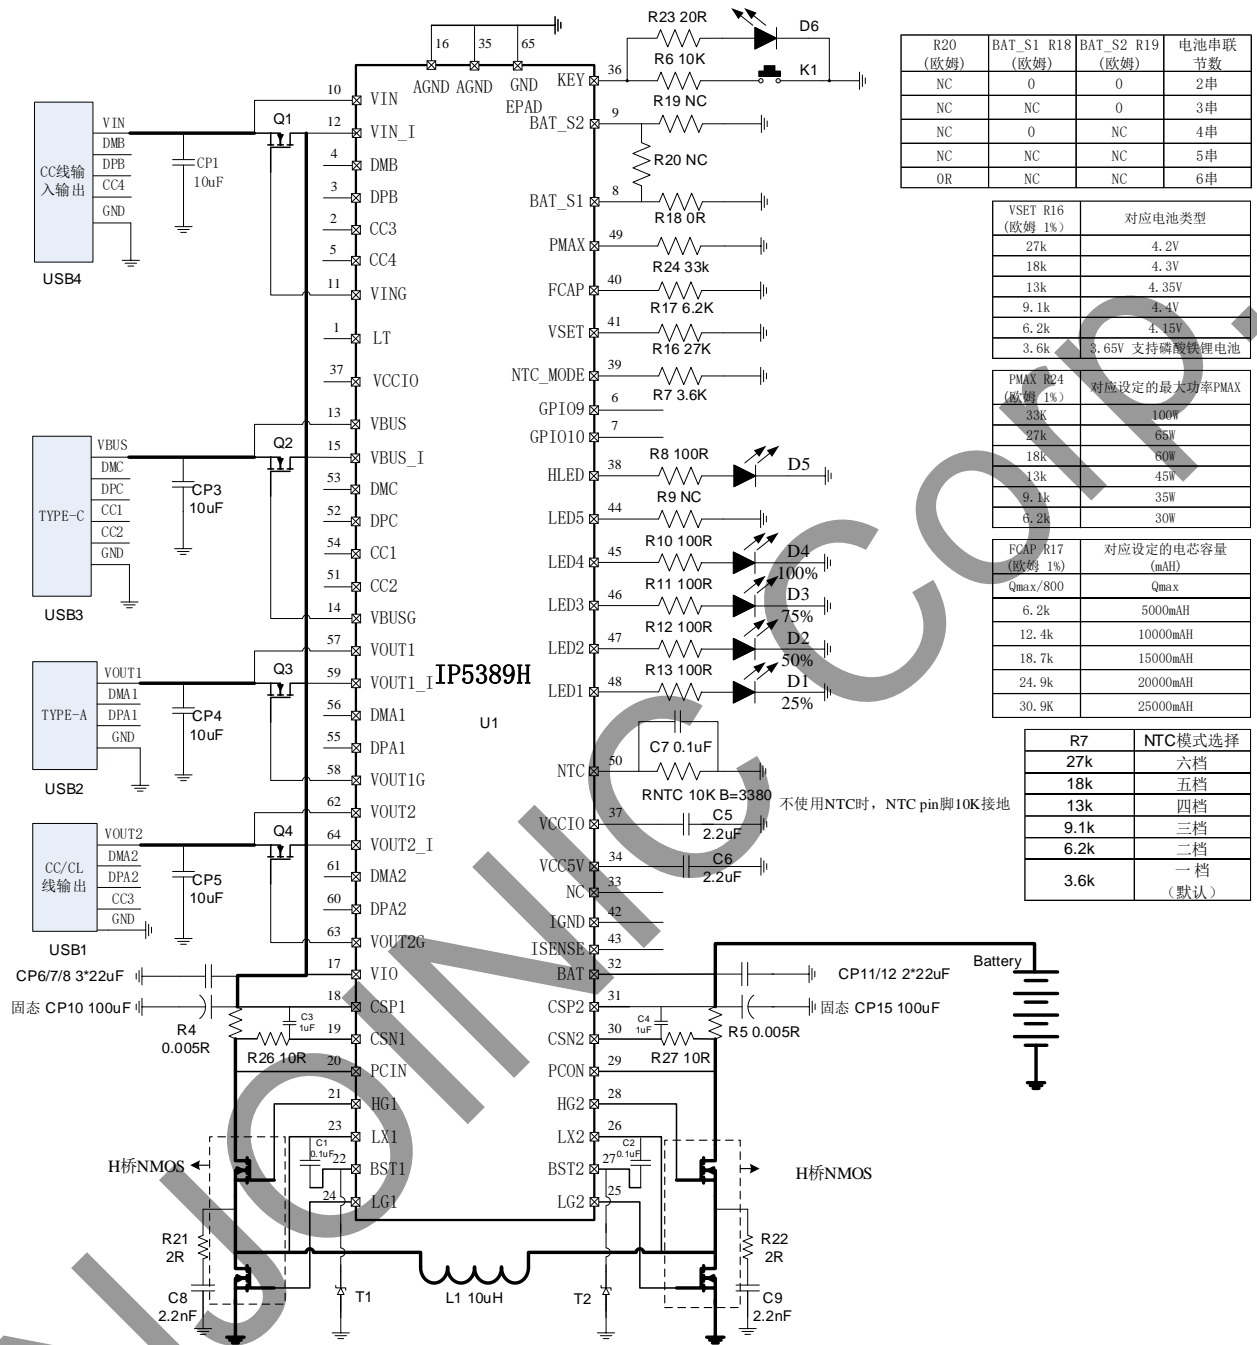 R23 20R
D6
R6 10K
K1
16
35
65
AGND
AGND
GND
EPAD
KEY
36
R19 NC
BAT_S2
9
R20 NC
BAT_S1
8
R18 0R
PMAX
49
R24 33k
FCAP
40
R17 6.2K
VSET
41
R16 27K
NTC_MODE
39
R7 3.6K
GPIO9
6
GPIO10
7
HLED
38
R8 100R
D5
R9 NC
LED5
44
R10 100R
LED4
45
D4
100%
R11 100R
LED3
46
D3
75%
R12 100R
LED2
47
D2
50%
R13 100R
LED1
48
D1
25%
C7 0.1uF
NTC
50
RNTC 10K B=3380
不使用NTC时，NTC pin脚10K接地
VCCIO
37
C5
2.2uF
VCC5V
34
C6
2.2uF
NC
33
IGND
42
ISENSE
43
BAT
32
CP11/12 2*22uF
Battery
CSP2
31
固态 CP15 100uF
C4
1uF
R5 0.005R
CSN2
30
R27 10R
PCON
29
HG2
28
LX2
26
C2
0.1uF
BST2
27
LG2
25
H桥NMOS
R22
2R
C9
2.2nF
T2
L1 10uH
T1
IP5389H
U1
10
VIN
12
VIN_I
4
DMB
3
DPB
2
CC3
5
CC4
11
VING
1
LT
37
VCCIO
13
VBUS
15
VBUS_I
53
DMC
52
DPC
54
CC1
51
CC2
14
VBUSG
57
VOUT1
59
VOUT1_I
56
DMA1
55
DPA1
58
VOUT1G
62
VOUT2
64
VOUT2_I
61
DMA2
60
DPA2
63
VOUT2G
17
VIO
18
CSP1
19
CSN1
20
PCIN
21
HG1
23
LX1
22
BST1
24
LG1
CC线输
入输出
VIN
DMB
DPB
CC4
GND
USB4
Q1
CP1
10uF
TYPE-C
VBUS
DMC
DPC
CC1
CC2
GND
USB3
Q2
CP3
10uF
TYPE-A
VOUT1
DMA1
DPA1
GND
USB2
Q3
CP4
10uF
CC/CL
线输出
VOUT2
DMA2
DPA2
CC3
GND
USB1
Q4
CP5
10uF
CP6/7/8 3*22uF
固态 CP10 100uF
R4
0.005R
C3
1uF
R26 10R
C1
0.1uF
H桥NMOS
R21
2R
C8
2.2nF
R20 (欧姆) BAT_S1 R18 (欧姆) BAT_S2 R19 (欧姆) 电池串联节数
NC 0 0 2串
NC NC 0 3串
NC 0 NC 4串
NC NC NC 5串
0R NC NC 6串
VSET R16 (欧姆 1%) 对应电池类型
27k 4.2V
18k 4.3V
13k 4.35V
9.1k 4.4V
6.2k 4.15V
3.6k 3.65V 支持磷酸铁锂电池
PMAX R24 (欧姆 1%) 对应设定的最大功率PMAX
33K 100W
27k 65W
18k 60W
13k 45W
9.1k 35W
6.2k 30W
FCAP R17 (欧姆 1%) 对应设定的电芯容量 (mAH)
Qmax/800 Qmax
6.2k 5000mAH
12.4k 10000mAH
18.7k 15000mAH
24.9k 20000mAH
30.9K 25000mAH
R7 NTC模式选择
27k 六档
18k 五档
13k 四档
9.1k 三档
6.2k 二档
3.6k 一档（默认）
INJOINIC Corp.